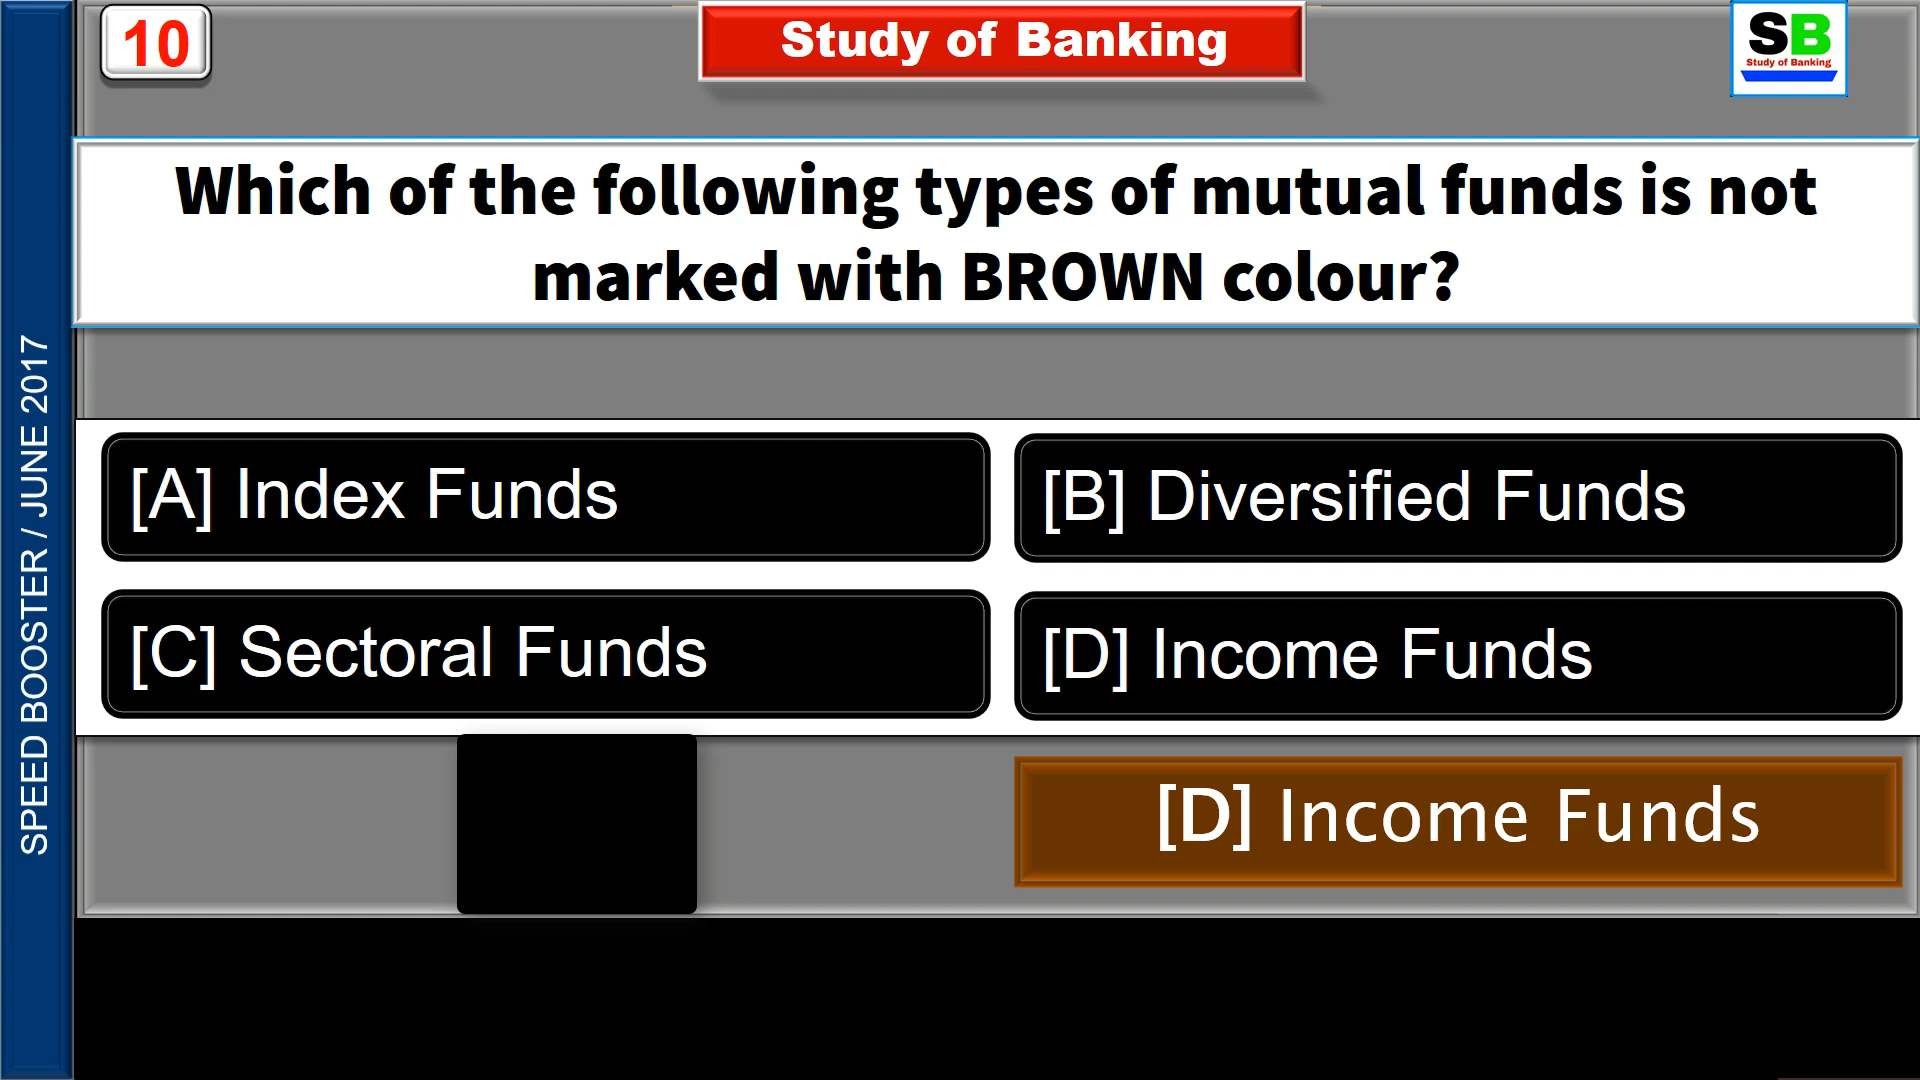 10
Study of Banking
SB
Study of Banking
Which of the following types of mutual funds is not
marked with BROWN colour?
[A] Index Funds
[B] Diversified Funds
[C] Sectoral Funds
[D] Income Funds
[D] Income Funds
SPEED BOOSTER / JUNE 2017